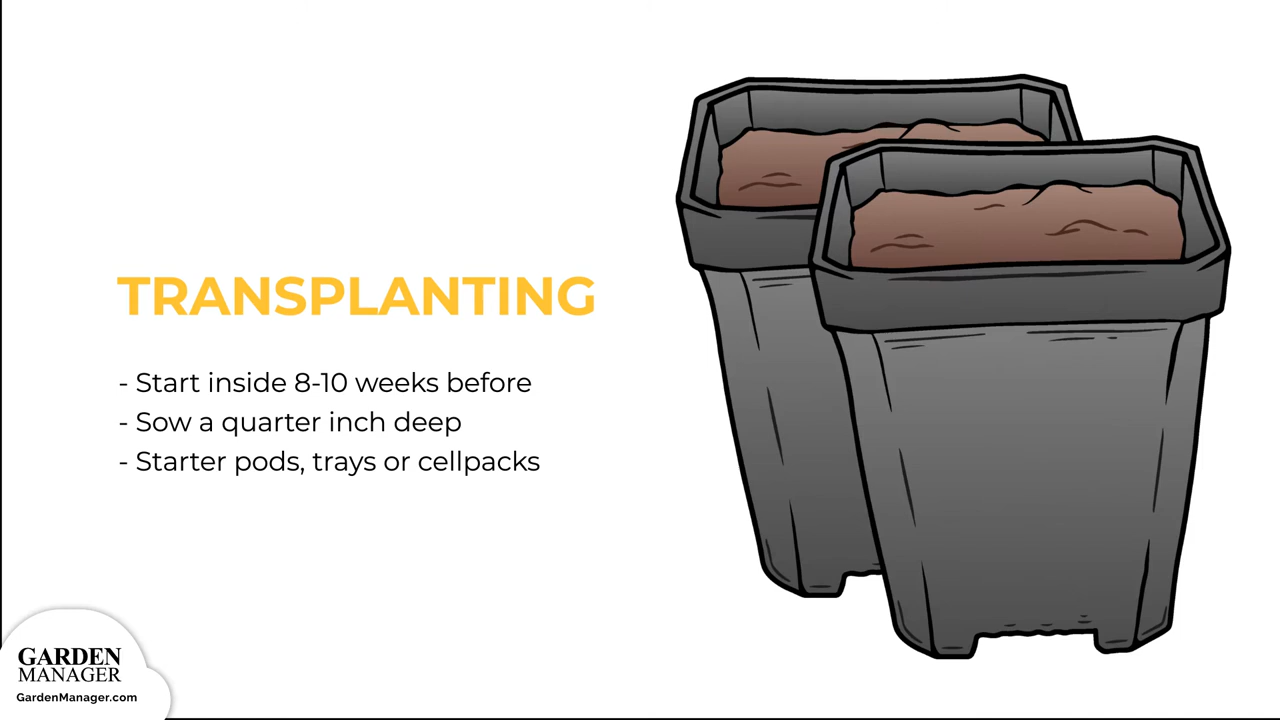 TRANSPLANTING
- Start inside 8-10 weeks before
- Sow a quarter inch deep
- Starter pods, trays or cellpacks
GARDEN
MANAGER
GardenManager.com